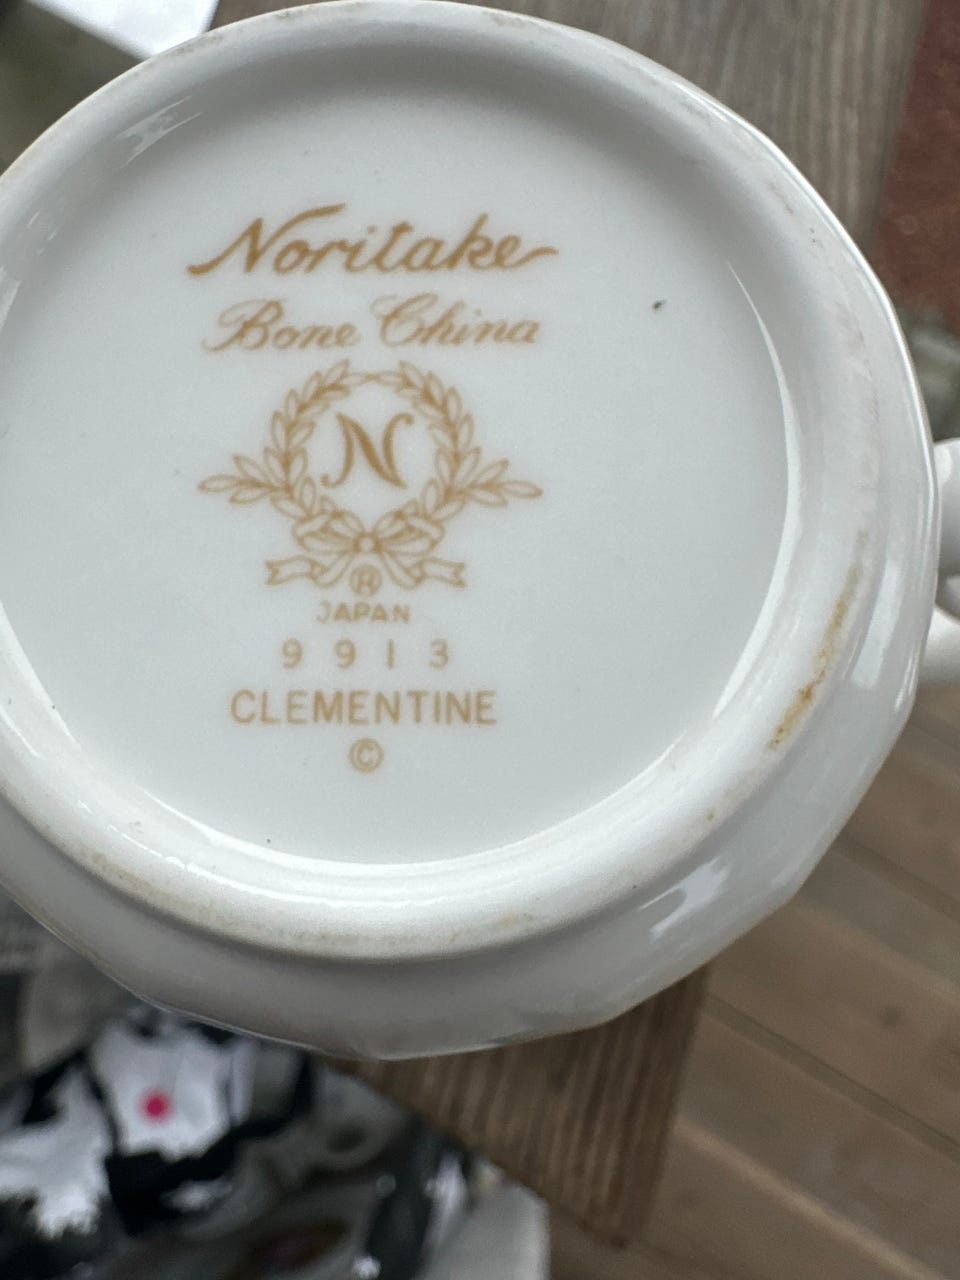 Noritake
Bone China
N
®
JAPAN
9913
CLEMENTINE
©